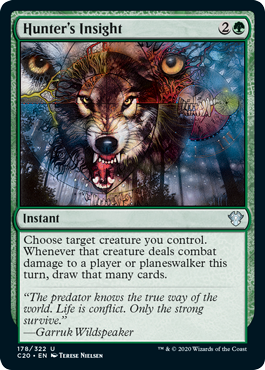 Hunter's Insight 2
Instant
Choose target creature you control.
Whenever that creature deals combat
damage to a player or planeswalker this
turn, draw that many cards.
“The predator knows the true way of the
world. Life is conflict. Only the strong
survive.”
—Garruk Wildspeaker
178/322 U
C20 • EN Terese Nielsen ™ & © 2020 Wizards of the Coast